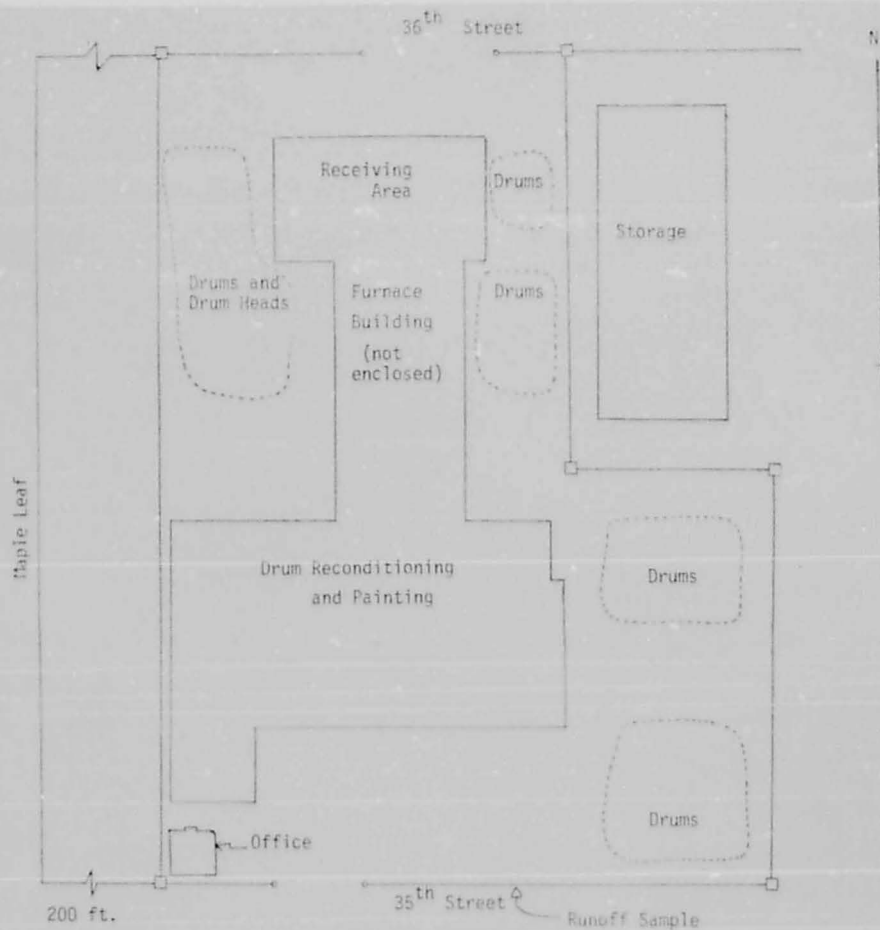 36th Street
N
Receiving
Area
Drums
Storage
Drums and
Drum Heads
Furnace
Building
(not
enclosed)
Drums
Maple Leaf
Drum Reconditioning
and Painting
Drums
Drums
Office
200 ft.
35th Street
Runoff Sample